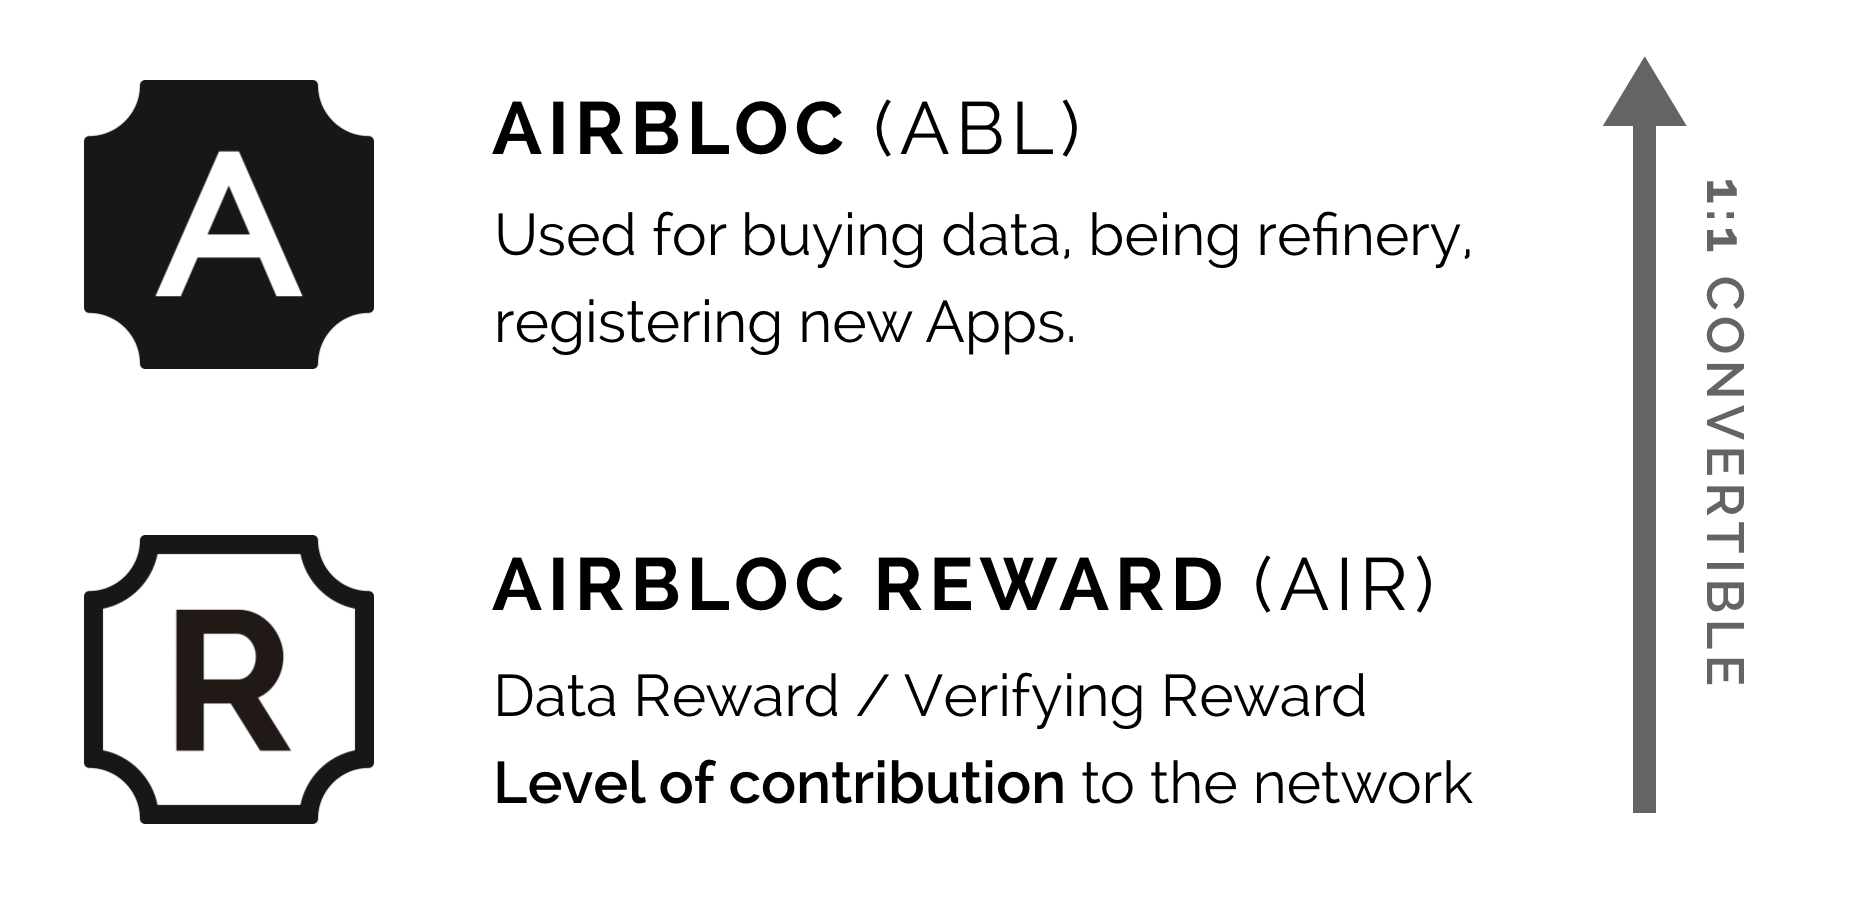 A
AIRBLOC (ABL)
Used for buying data, being refinery,
registering new Apps.
R
AIRBLOC REWARD (AIR)
Data Reward / Verifying Reward
Level of contribution to the network
1:1 CONVERTIBLE